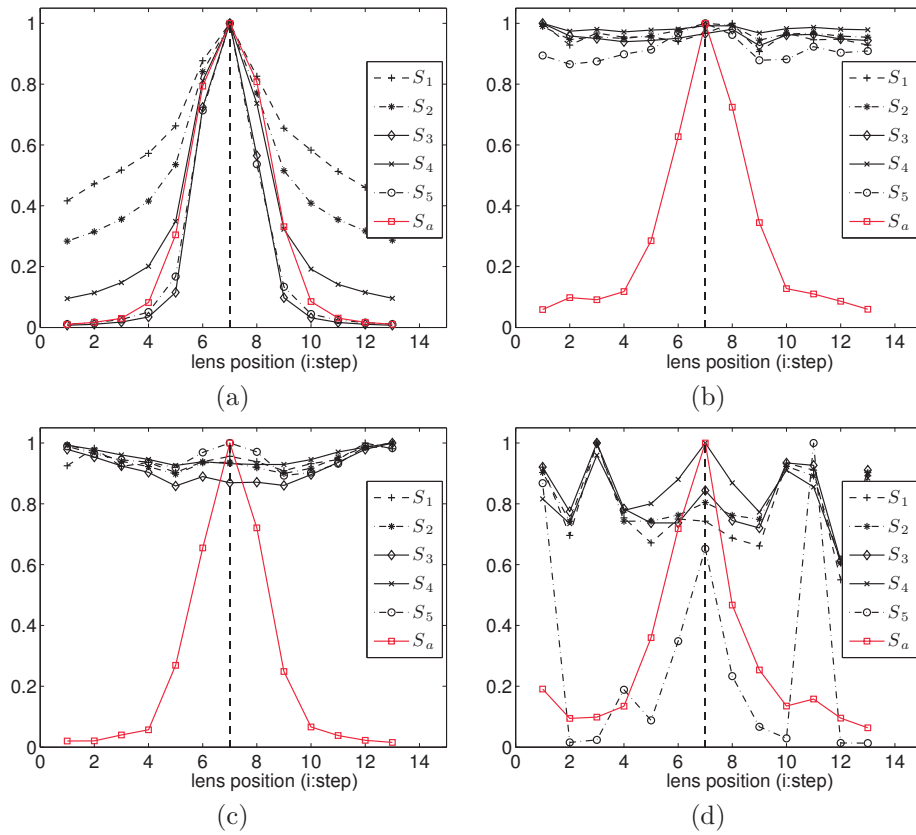 1
0.8
0.6
0.4
0.2
0
0 2 4 6 8 10 12 14
lens position (i:step)
S1
S2
S3
S4
S5
Sa
(a)
1
0.8
0.6
0.4
0.2
0
0 2 4 6 8 10 12 14
lens position (i:step)
S1
S2
S3
S4
S5
Sa
(b)
1
0.8
0.6
0.4
0.2
0
0 2 4 6 8 10 12 14
lens position (i:step)
S1
S2
S3
S4
S5
Sa
(c)
1
0.8
0.6
0.4
0.2
0
0 2 4 6 8 10 12 14
lens position (i:step)
S1
S2
S3
S4
S5
Sa
(d)